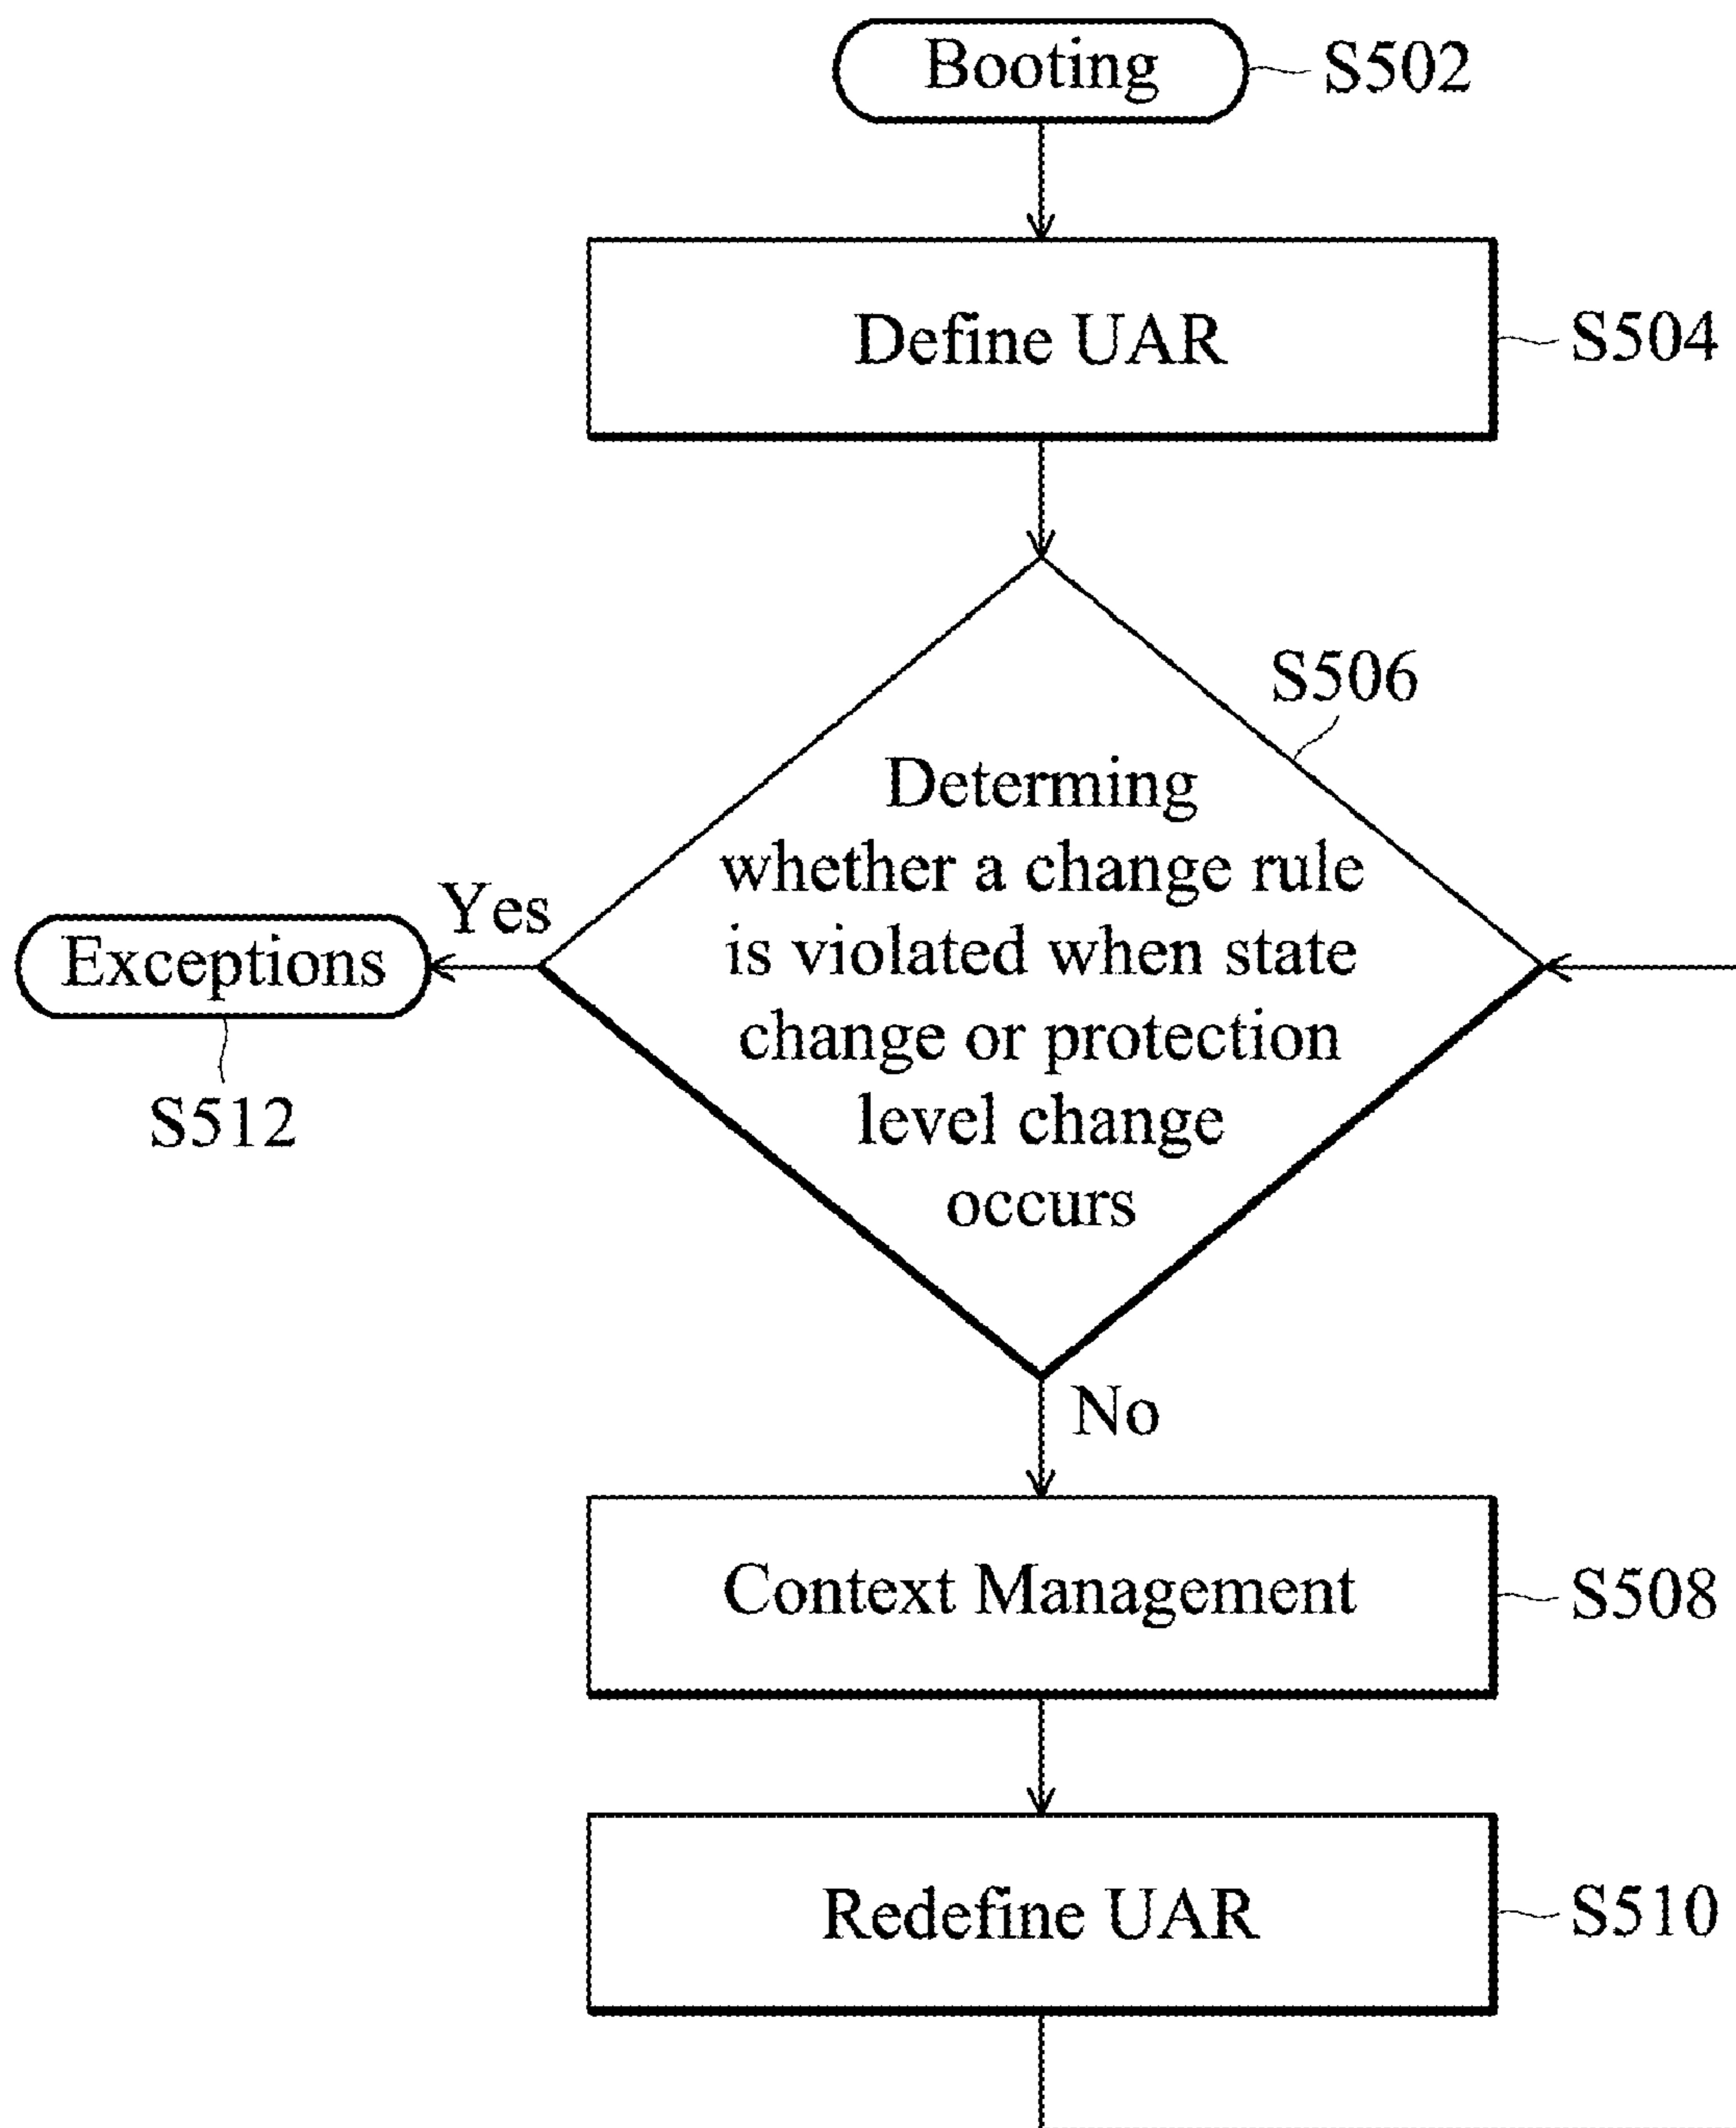 Booting
S502
Define UAR
S504
S506
Determing
whether a change rule
is violated when state
change or protection
level change
occurs
Yes
Exceptions
S512
No
Context Management
S508
Redefine UAR
S510